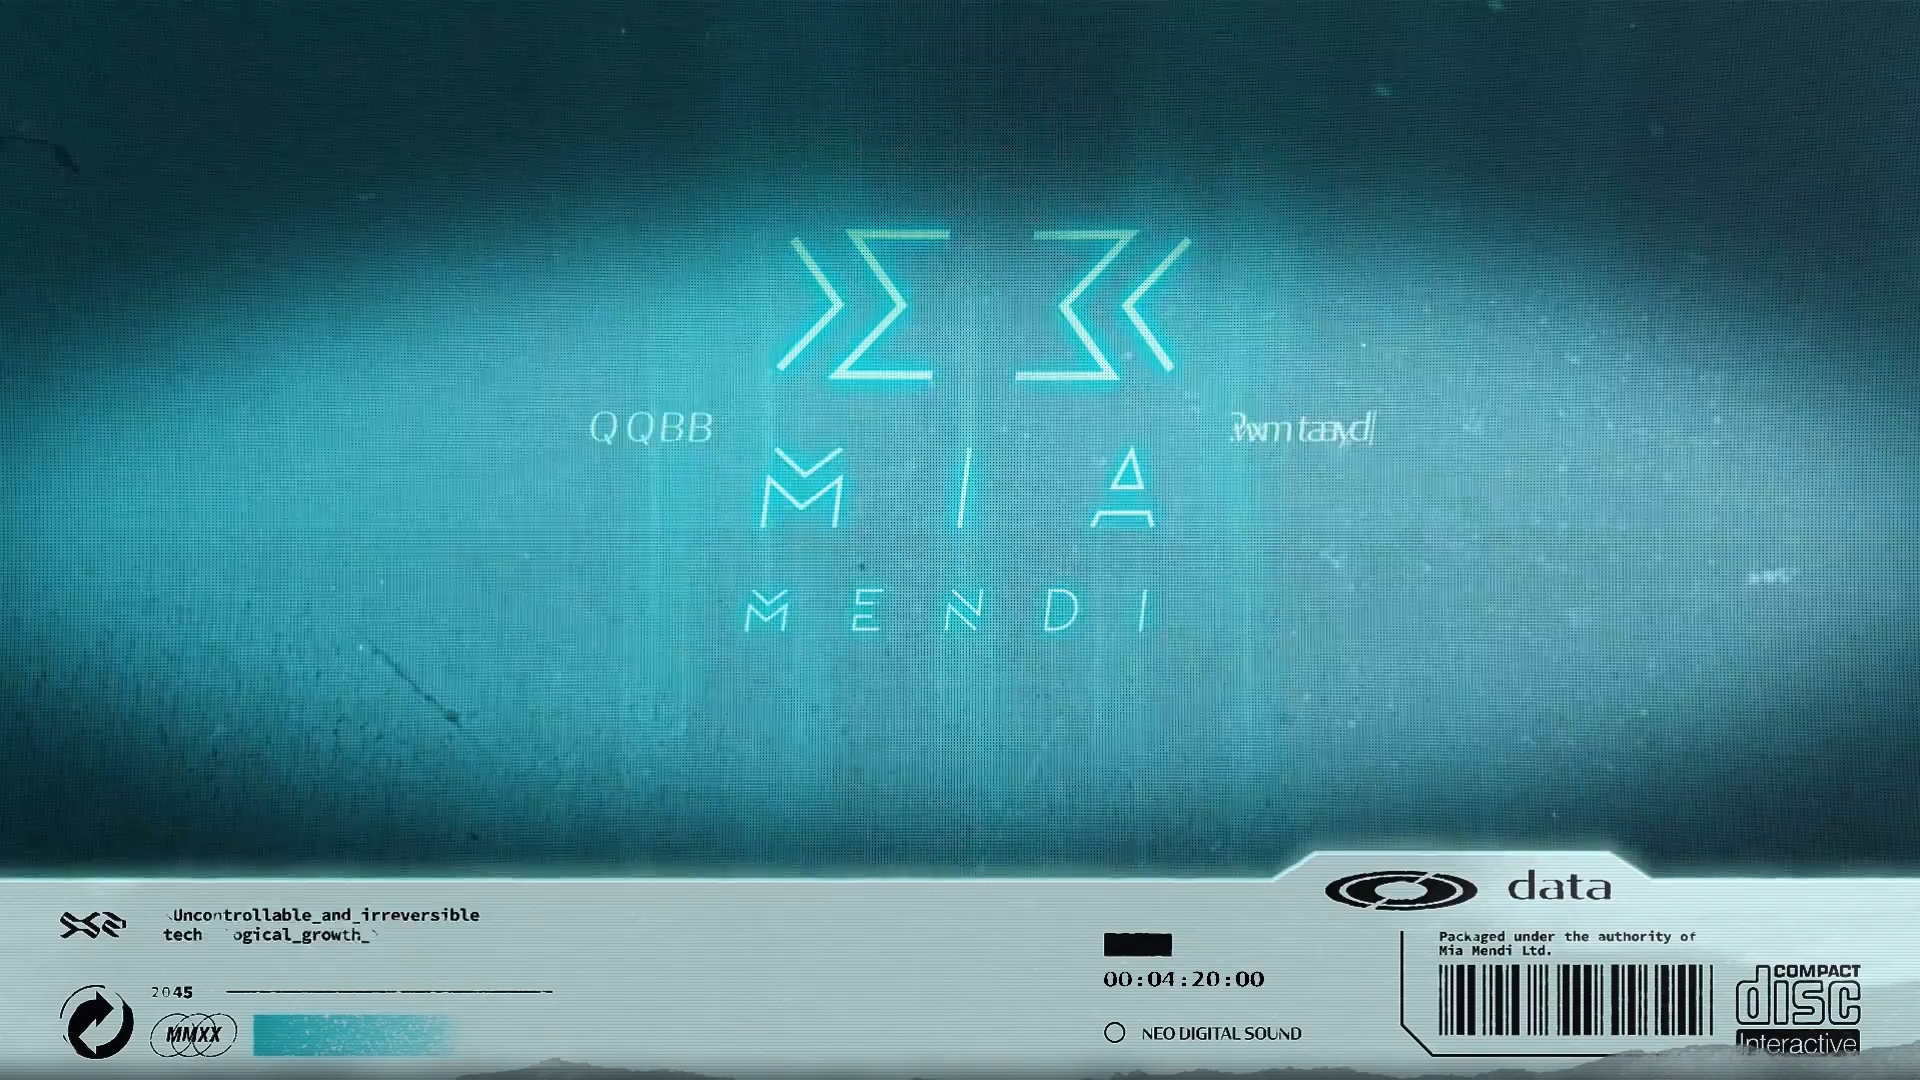 QQBB
MIA
MENDI
data
Uncontrollable_and_irreversible
tech ogical_growth_
2045
MMXX
00:04:20:00
NEO DIGITAL SOUND
Packaged under the authority of
Mia Mendi Ltd.
COMPACT
disc
Interactive